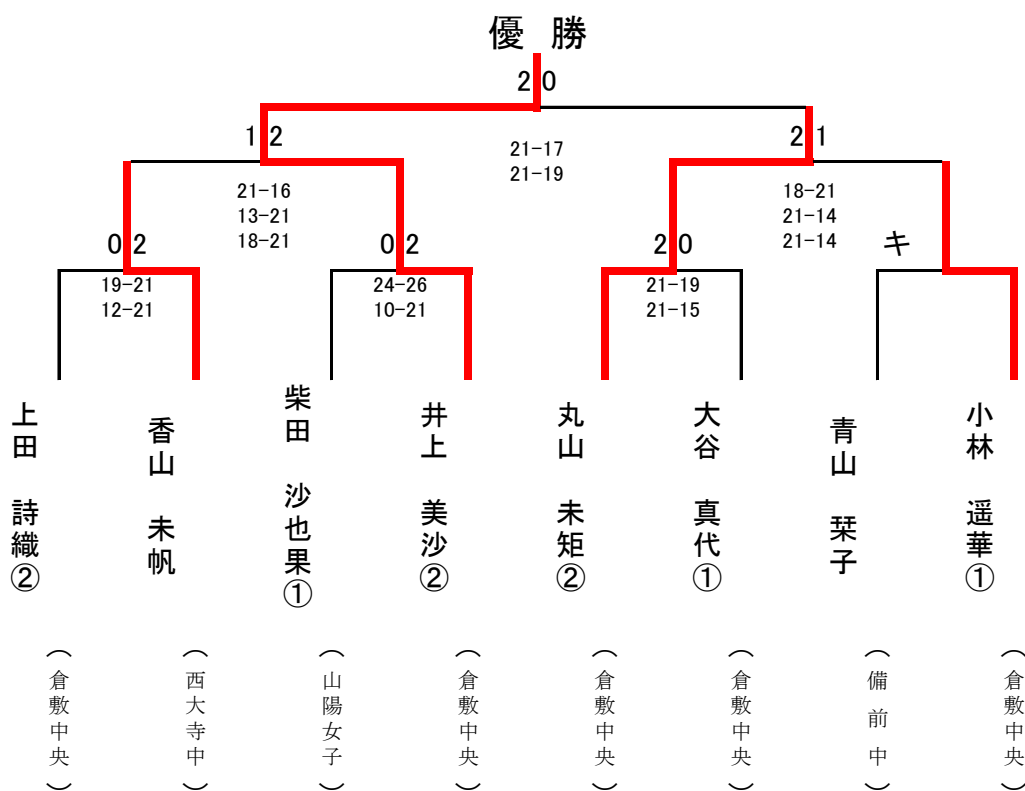 優 勝
2 0
1 2
2 1
21-17
21-19
21-16
13-21
18-21
18-21
21-14
21-14
0 2
0 2
2 0
キ
19-21
12-21
24-26
10-21
21-19
21-15
上田 詩織②
香山 未帆
柴田 沙也果①
井上 美沙②
丸山 未矩②
大谷 真代①
青山 栞子
小林 遥華①
（倉敷中央）
（西大寺中）
（山陽女子）
（倉敷中央）
（倉敷中央）
（倉敷中央）
（備前中）
（倉敷中央）